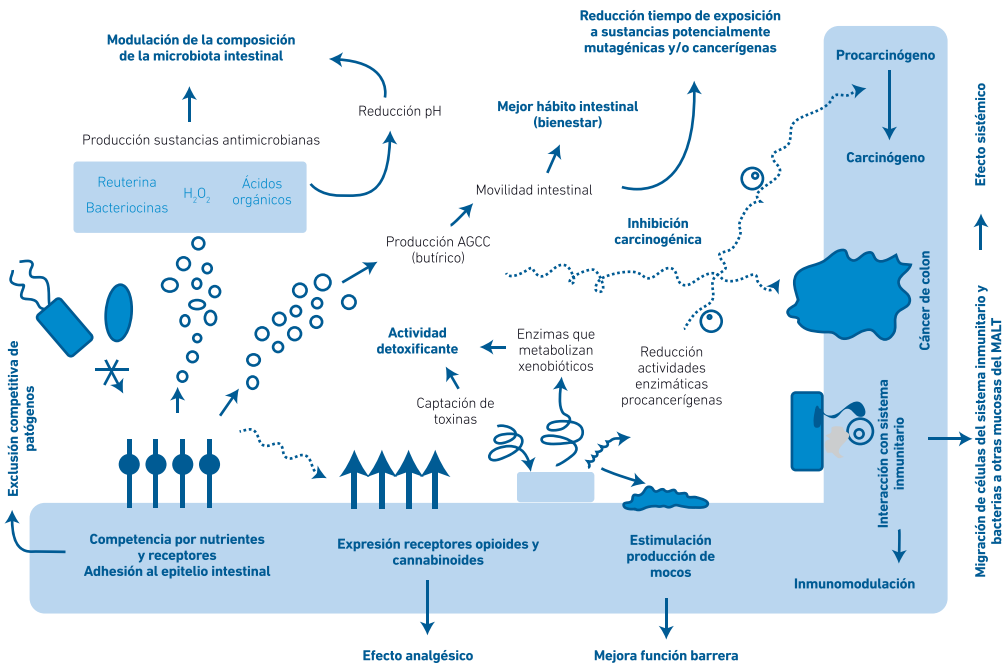 Modulación de la composición
de la microbiota intestinal
Reducción tiempo de exposición
a sustancias potencialmente
mutagénicas y/o cancerígenas
Procarcinógeno
Carcinógeno
Efecto sistémico
Reducción pH
Mejor hábito intestinal
(bienestar)
Producción sustancias antimicrobianas
Reuterina
Bacteriocinas
H₂O₂
Ácidos
orgánicos
Movilidad intestinal
Producción AGCC
(butírico)
Inhibición
carcinogénica
Cáncer de colon
Actividad
detoxificante
Enzimas que
metabolizan
xenobióticos
Reducción
actividades
enzimáticas
procancerígenas
Captación de
toxinas
Exclusión competitiva de
patógenos
Interacción con sistema
inmunitario
Migración de células del sistema inmunitario y
bacterias a otras mucosas del MALT
Competencia por nutrientes
y receptores
Adhesión al epitelio intestinal
Expresión receptores opioides y
cannabinoides
Estimulación
producción de
mocos
Inmunomodulación
Efecto analgésico
Mejora función barrera